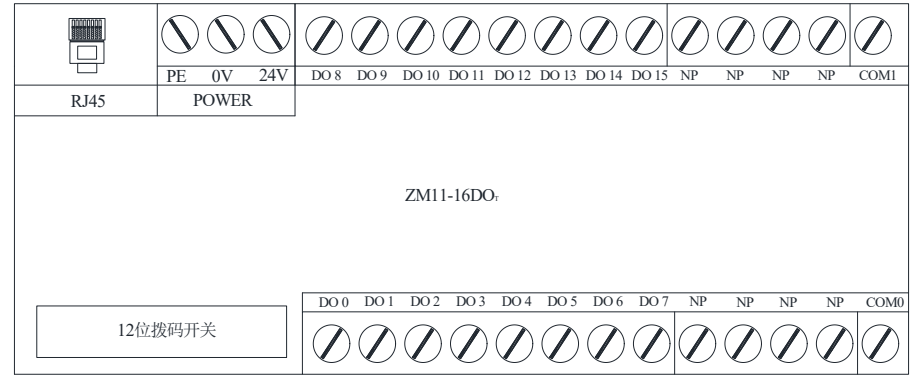 PE 0V 24V DO 8 DO 9 DO 10 DO 11 DO 12 DO 13 DO 14 DO 15 NP NP NP NP COM1
RJ45 POWER
ZM11-16DOT
DO 0 DO 1 DO 2 DO 3 DO 4 DO 5 DO 6 DO 7 NP NP NP NP COM0
12位拨码开关